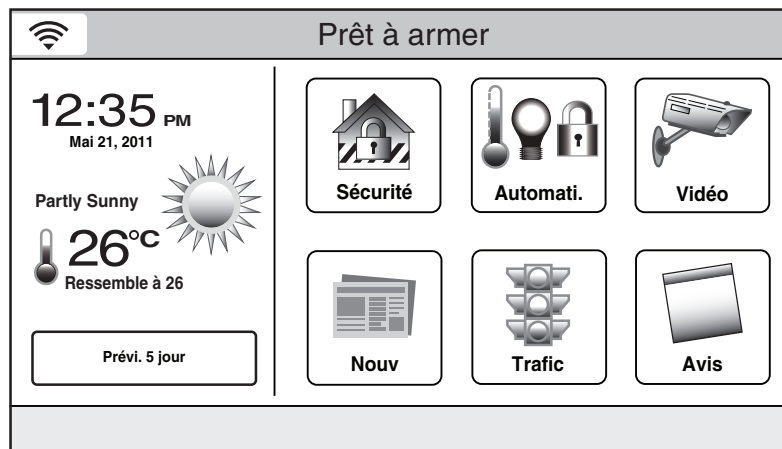 Prêt à armer
12:35 PM
Mai 21, 2011
Partly Sunny
26°C
Ressemble à 26
Prévi. 5 jour
Sécurité
Automati.
Vidéo
Nouv
Trafic
Avis